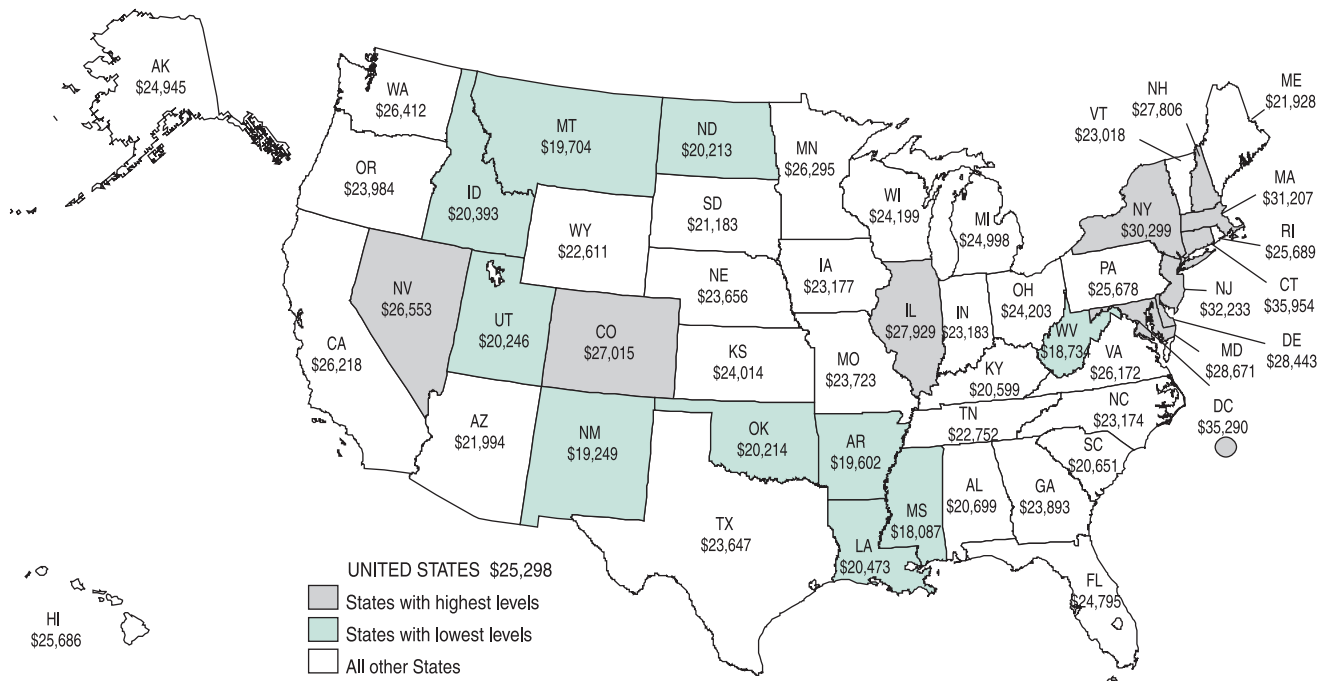 AK
$24,945
WA
$26,412
MT
$19,704
ND
$20,213
MN
$26,295
VT
$23,018
NH
$27,806
ME
$21,928
OR
$23,984
ID
$20,393
WY
$22,611
SD
$21,183
WI
$24,199
MI
$24,998
NY
$30,299
MA
$31,207
RI
$25,689
CT
$35,954
NV
$26,553
UT
$20,246
CO
$27,015
NE
$23,656
IA
$23,177
IL
$27,929
IN
$23,183
OH
$24,203
PA
$25,678
NJ
$32,233
DE
$28,443
MD
$28,671
DC
$35,290
CA
$26,218
KS
$24,014
MO
$23,723
KY
$20,599
WV
$18,734
VA
$26,172
AZ
$21,994
NM
$19,249
OK
$20,214
AR
$19,602
TN
$22,752
NC
$23,174
SC
$20,651
TX
$23,647
LA
$20,473
MS
$18,087
AL
$20,699
GA
$23,893
FL
$24,795
HI
$25,686
UNITED STATES $25,298
States with highest levels
States with lowest levels
All other States